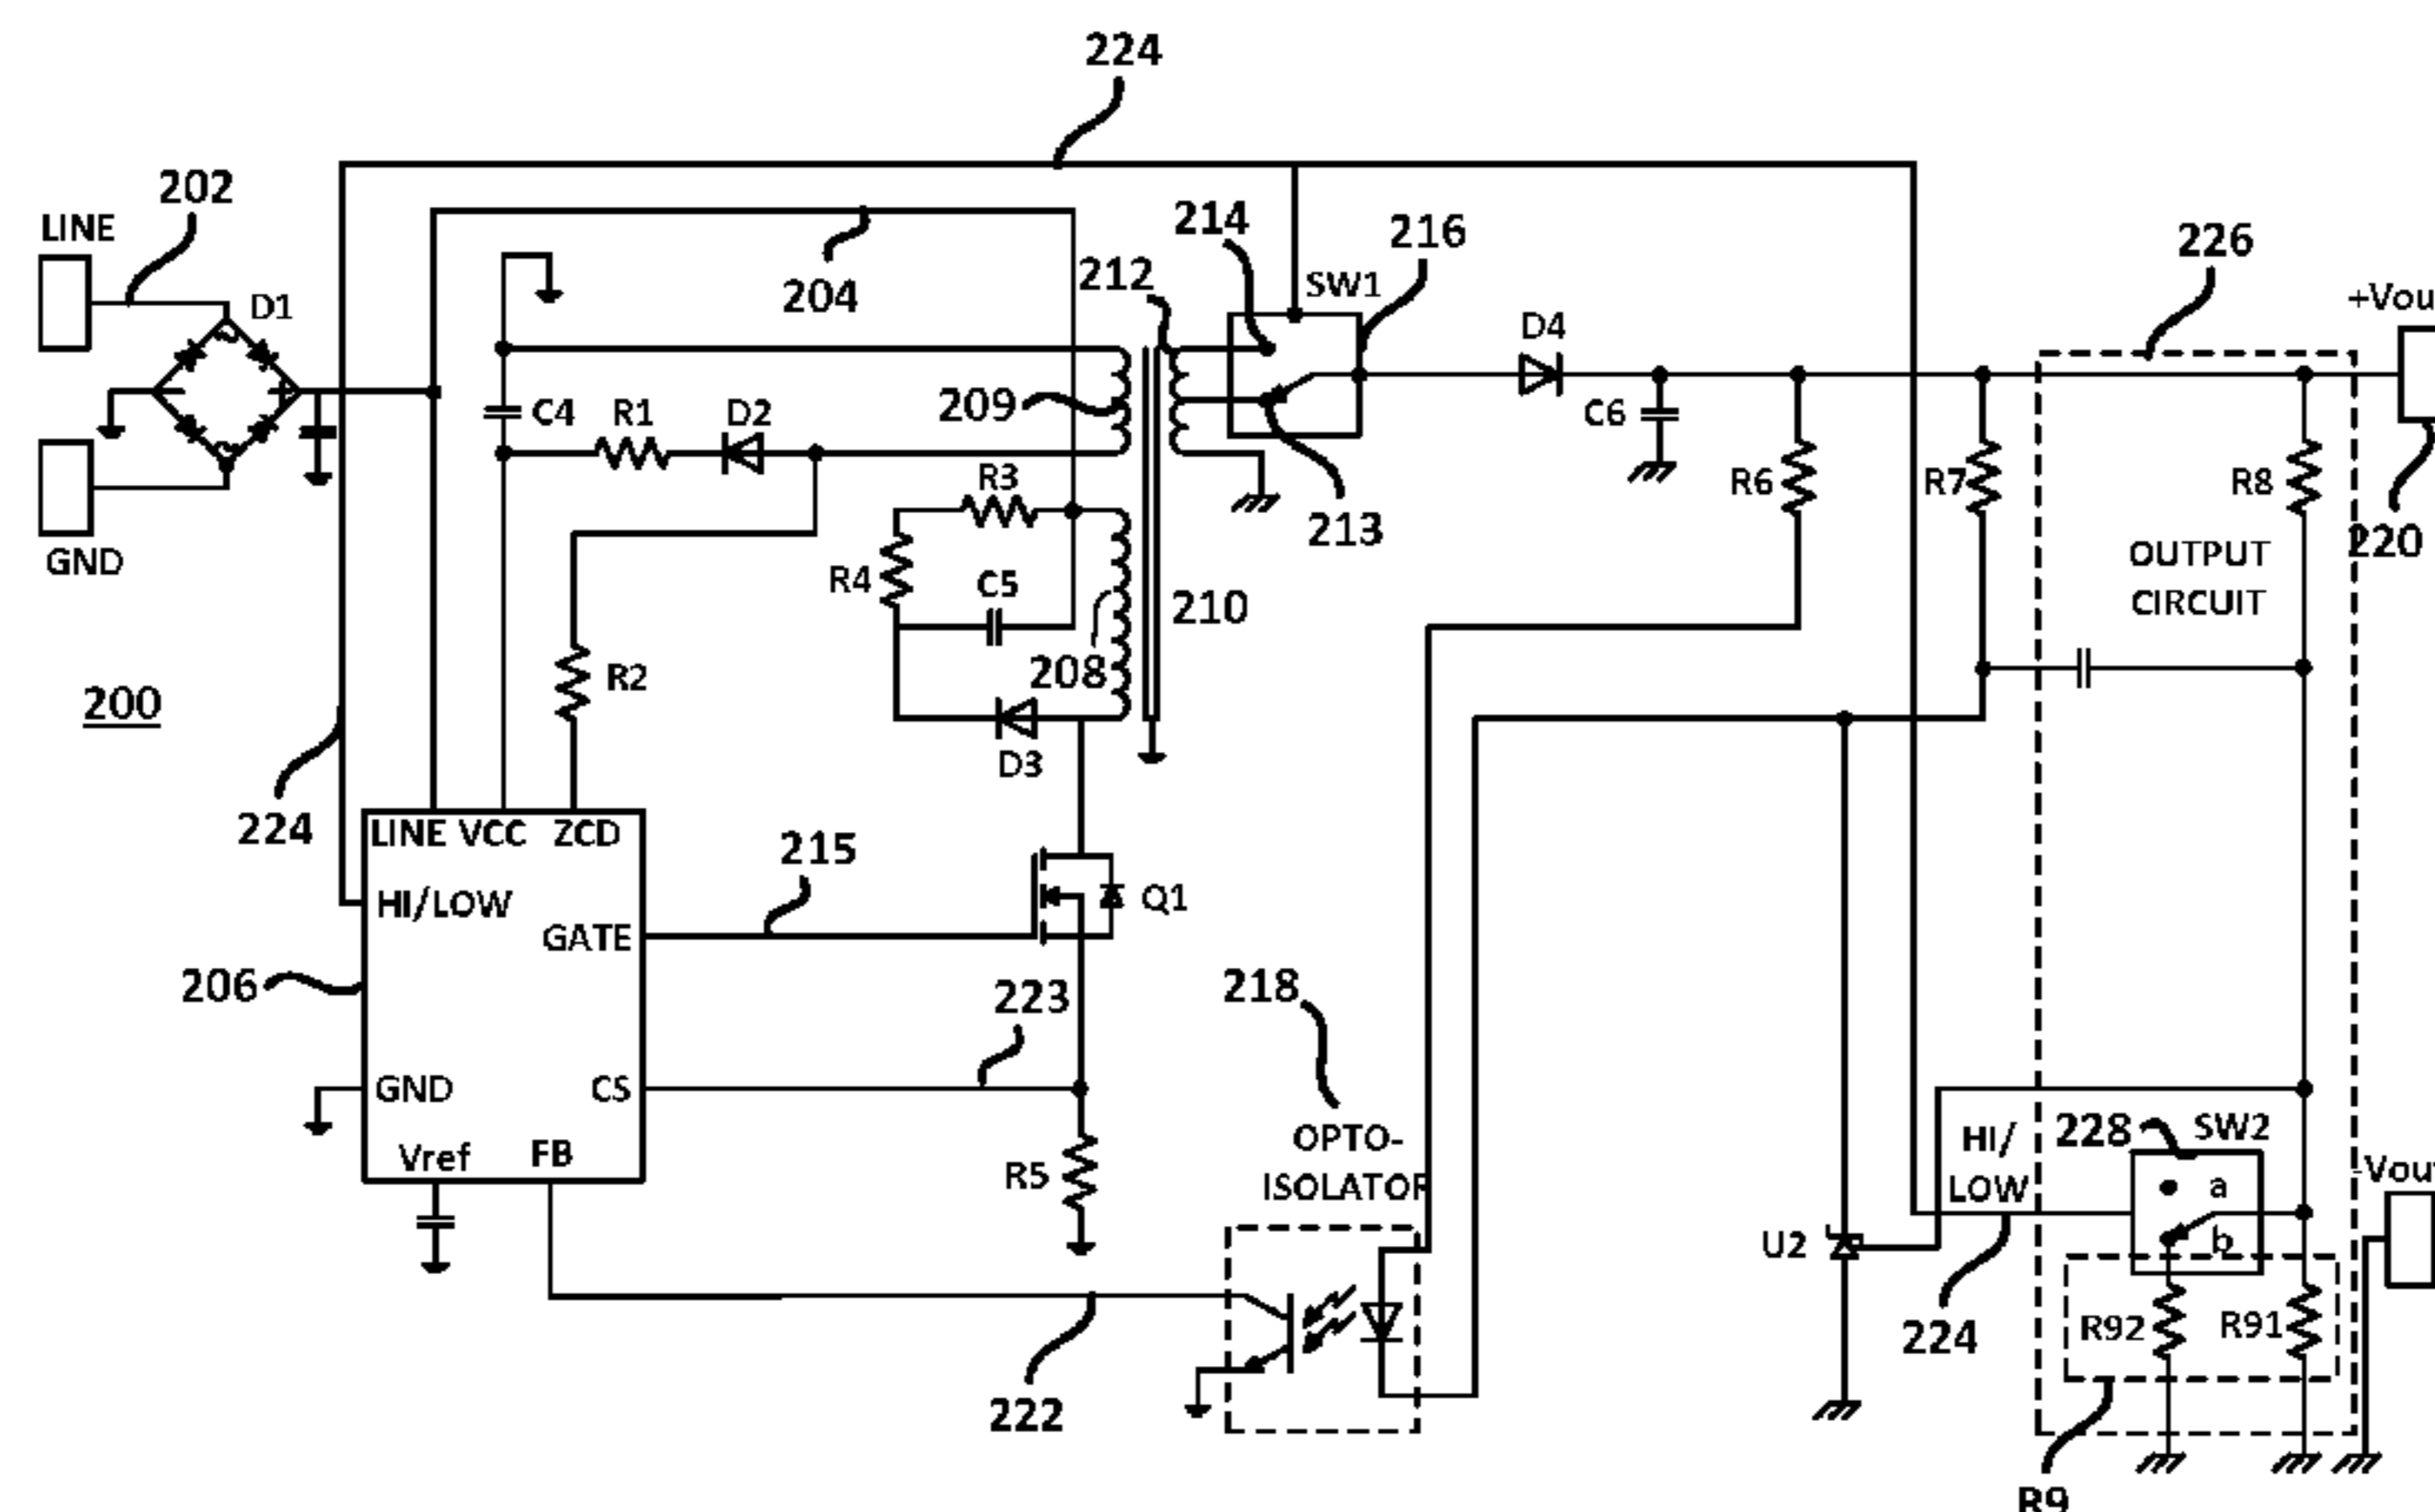 224
202
LINE
214
216
226
212
SW1
+Vou
204
D1
D4
209
C4
R1
D2
C6
R3
R6
R7
R8
213
220
GND
OUTPUT
CIRCUIT
R4
C5
210
208
R2
200
D3
224
LINE VCC ZCD
215
HI/LOW
GATE
Q1
206
218
223
GND
CS
OPTO-
ISOLATOR
HI/
LOW
228
SW2
Vref
FB
R5
-Vou
a
b
U2
R92
R91
224
222
R9